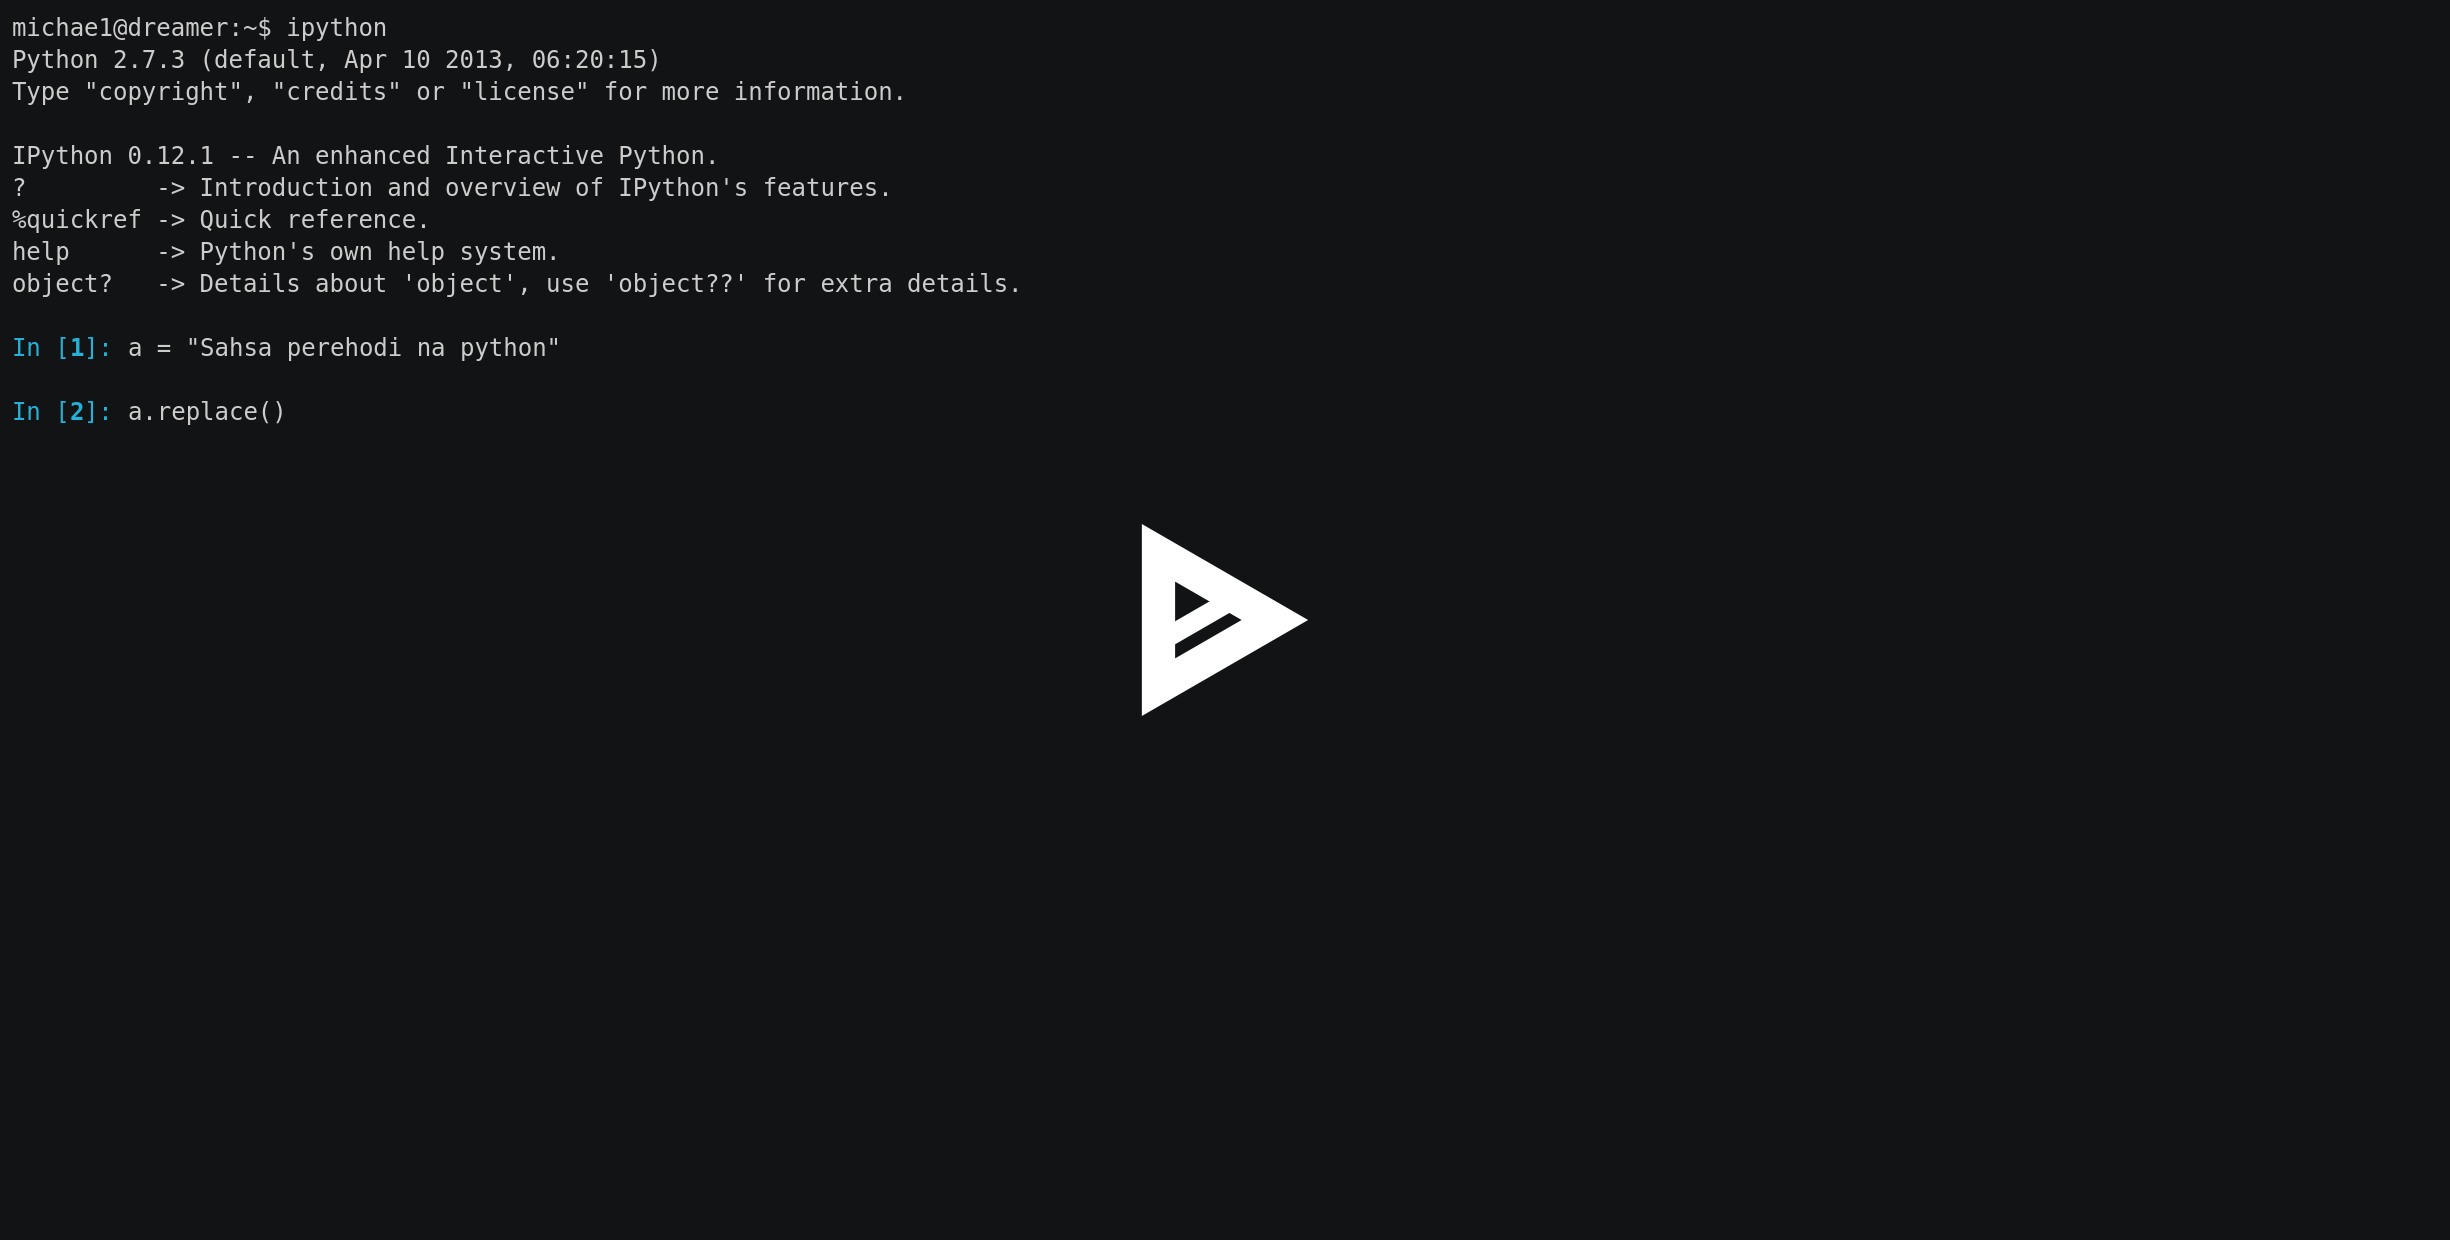 michae1@dreamer:~$ ipython
Python 2.7.3 (default, Apr 10 2013, 06:20:15)
Type "copyright", "credits" or "license" for more information.

IPython 0.12.1 -- An enhanced Interactive Python.
?         -> Introduction and overview of IPython's features.
%quickref -> Quick reference.
help      -> Python's own help system.
object?   -> Details about 'object', use 'object??' for extra details.

In [1]: a = "Sahsa perehodi na python"

In [2]: a.replace()